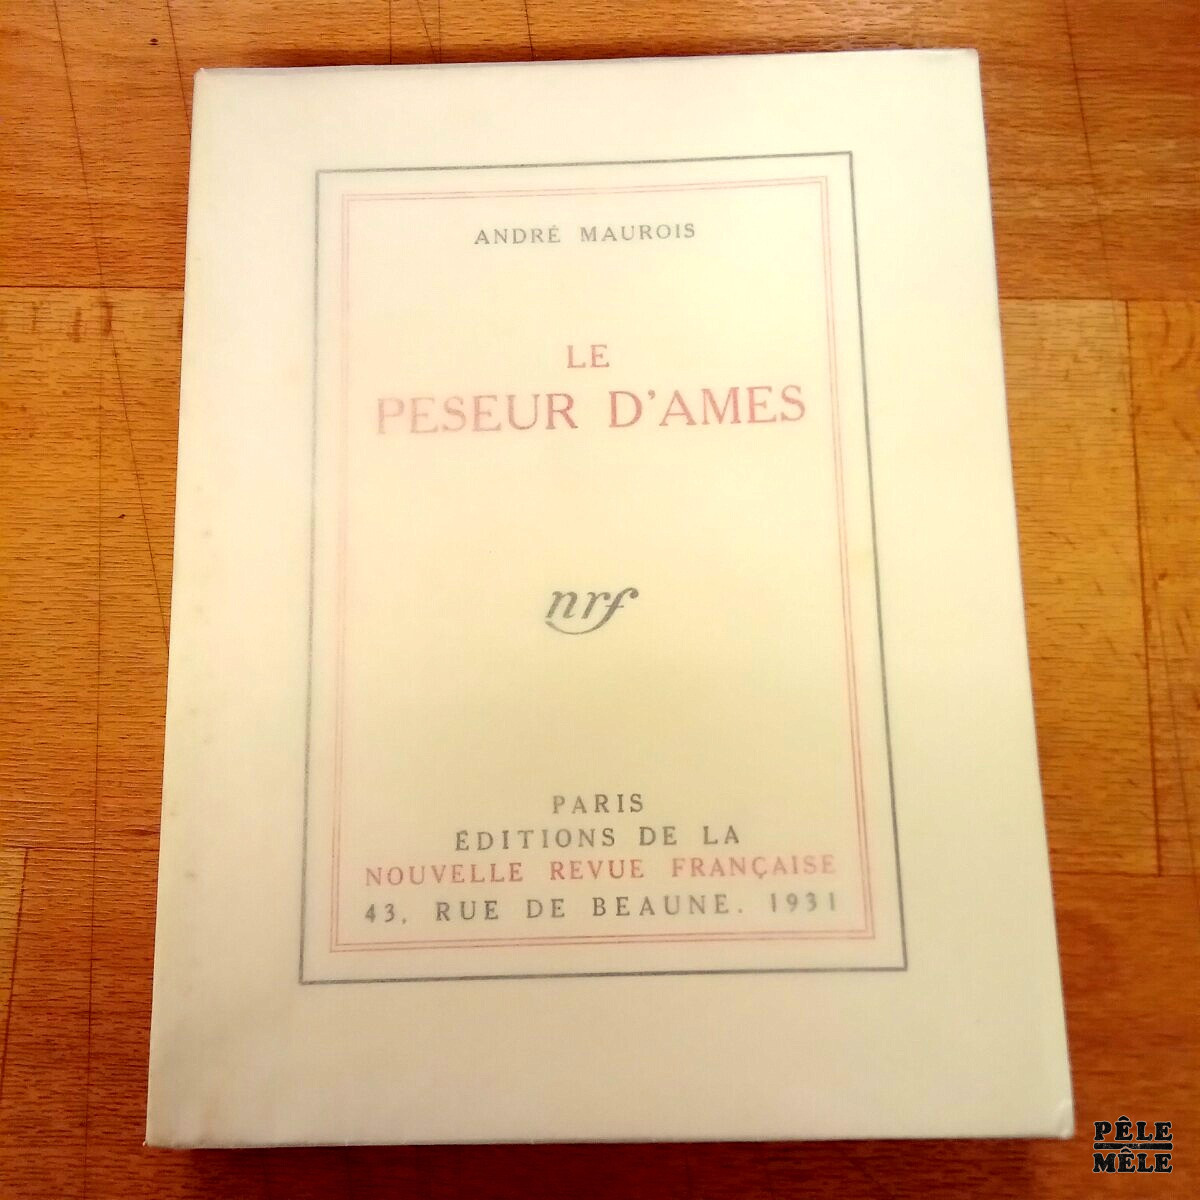 ANDRÉ MAUROIS
LE
PESEUR D'AMES
nrf
PARIS
ÉDITIONS DE LA
NOUVELLE REVUE FRANÇAISE
43, RUE DE BEAUNE. 1931
PÊLE
MÊLE